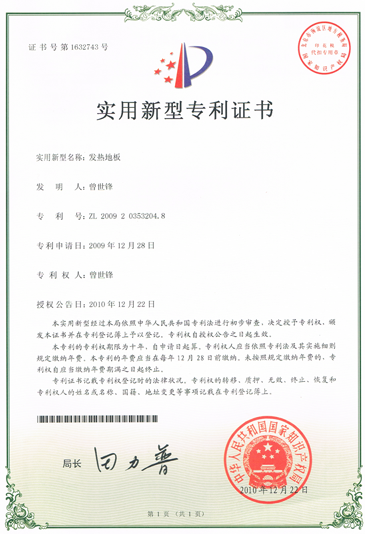 证书号第1632743号
实用新型专利证书
实用新型名称：发热地板
发明人：曾世锋
专利号：ZL 2009 2 0353204.8
专利申请日：2009年12月28日
专利权人：曾世锋
授权公告日：2010年12月22日
本实用新型经过本局依照中华人民共和国专利法进行初步审查，决定授予专利权，颁
发本证书并在专利登记簿上予以登记。专利权自授权公告之日起生效。
本专利的专利权期限为十年，自申请日起算。专利权人应当依照专利法及其实施细则
规定缴纳年费。本专利的年费应当在每年12月28日前缴纳。未按照规定缴纳年费的，专
利权自应当缴纳年费期满之日起终止。
专利证书记载专利权登记时的法律状况。专利权的转移、质押、无效、终止、恢复和
专利权人的姓名或名称、国籍、地址变更等事项记载在专利登记簿上。
局长 田力普
中华人民共和国国家知识产权局
2010年12月22日
第1页（共1页）